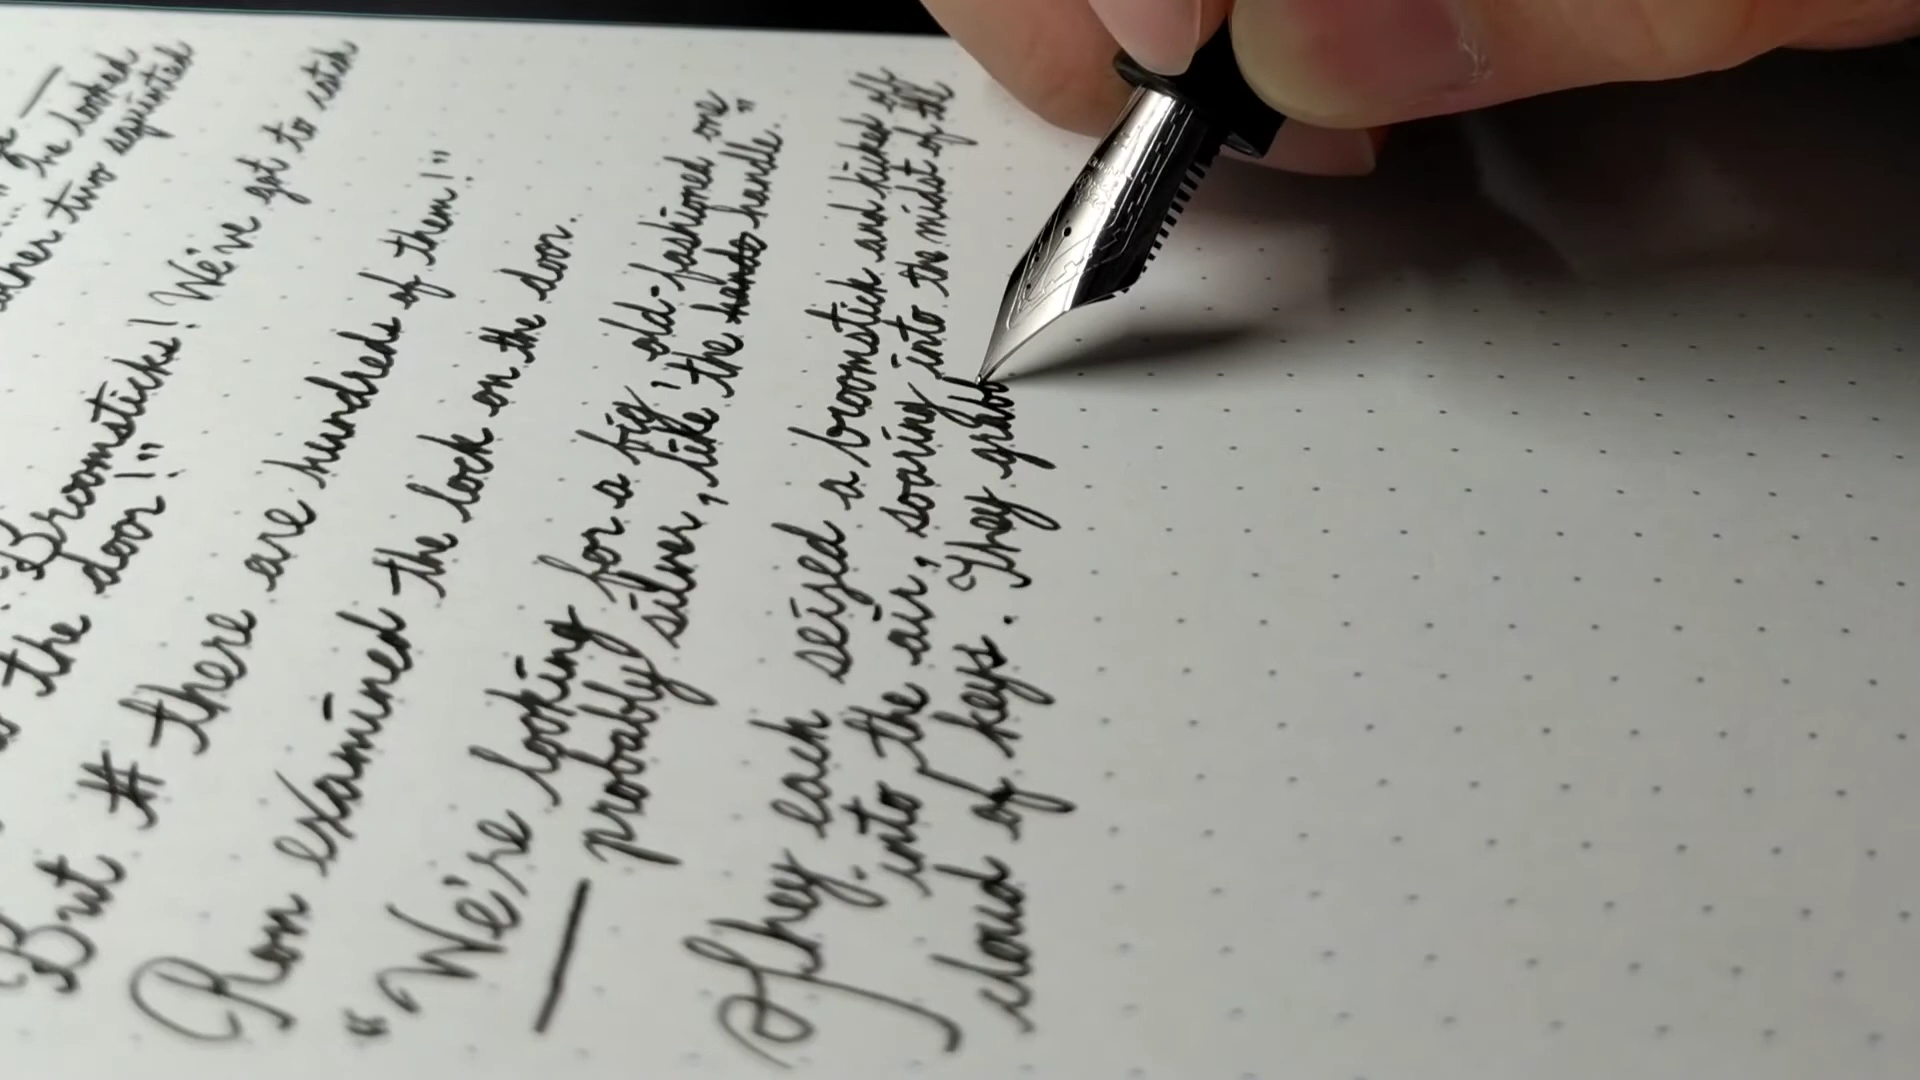 — " The looked
other two squinted
"Broomsticks! We've got to catch
the door!"
But # there are hundreds of them!"
Ron examined the lock on the door.
"We're looking for a big, old-fashioned one
— probably silver, like the hands handle."
They each seized a broomstick and kicked off
into the air, soaring into the midst of the
cloud of keys. They grabb